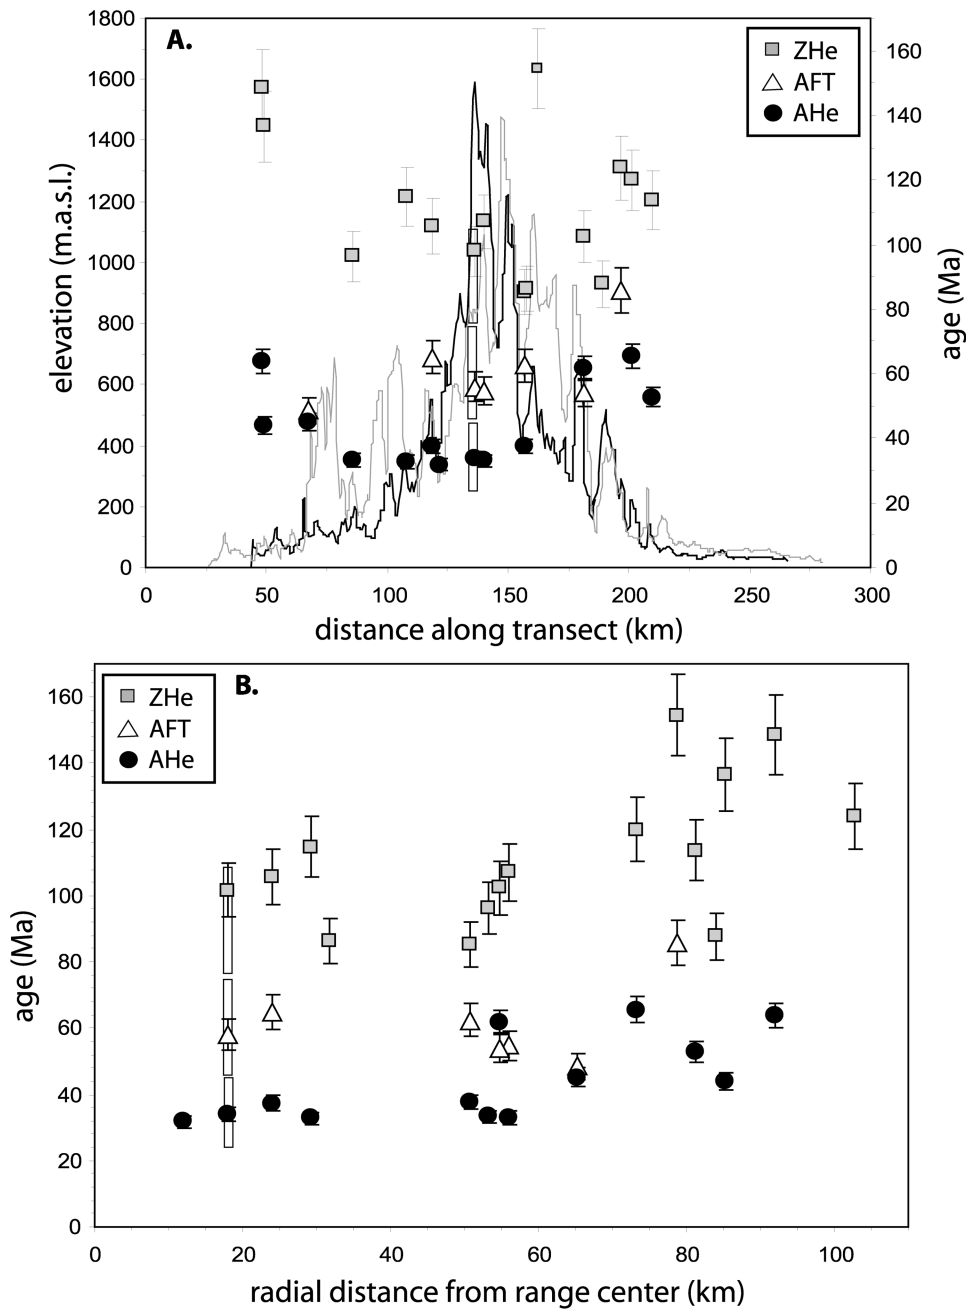 A.
ZHe
AFT
AHe
elevation (m.a.s.l.)
1800
1600
1400
1200
1000
800
600
400
200
0
160
140
120
100
80
60
40
20
0
age (Ma)
0 50 100 150 200 250 300
distance along transect (km)
B.
ZHe
AFT
AHe
age (Ma)
160
140
120
100
80
60
40
20
0
0 20 40 60 80 100
radial distance from range center (km)